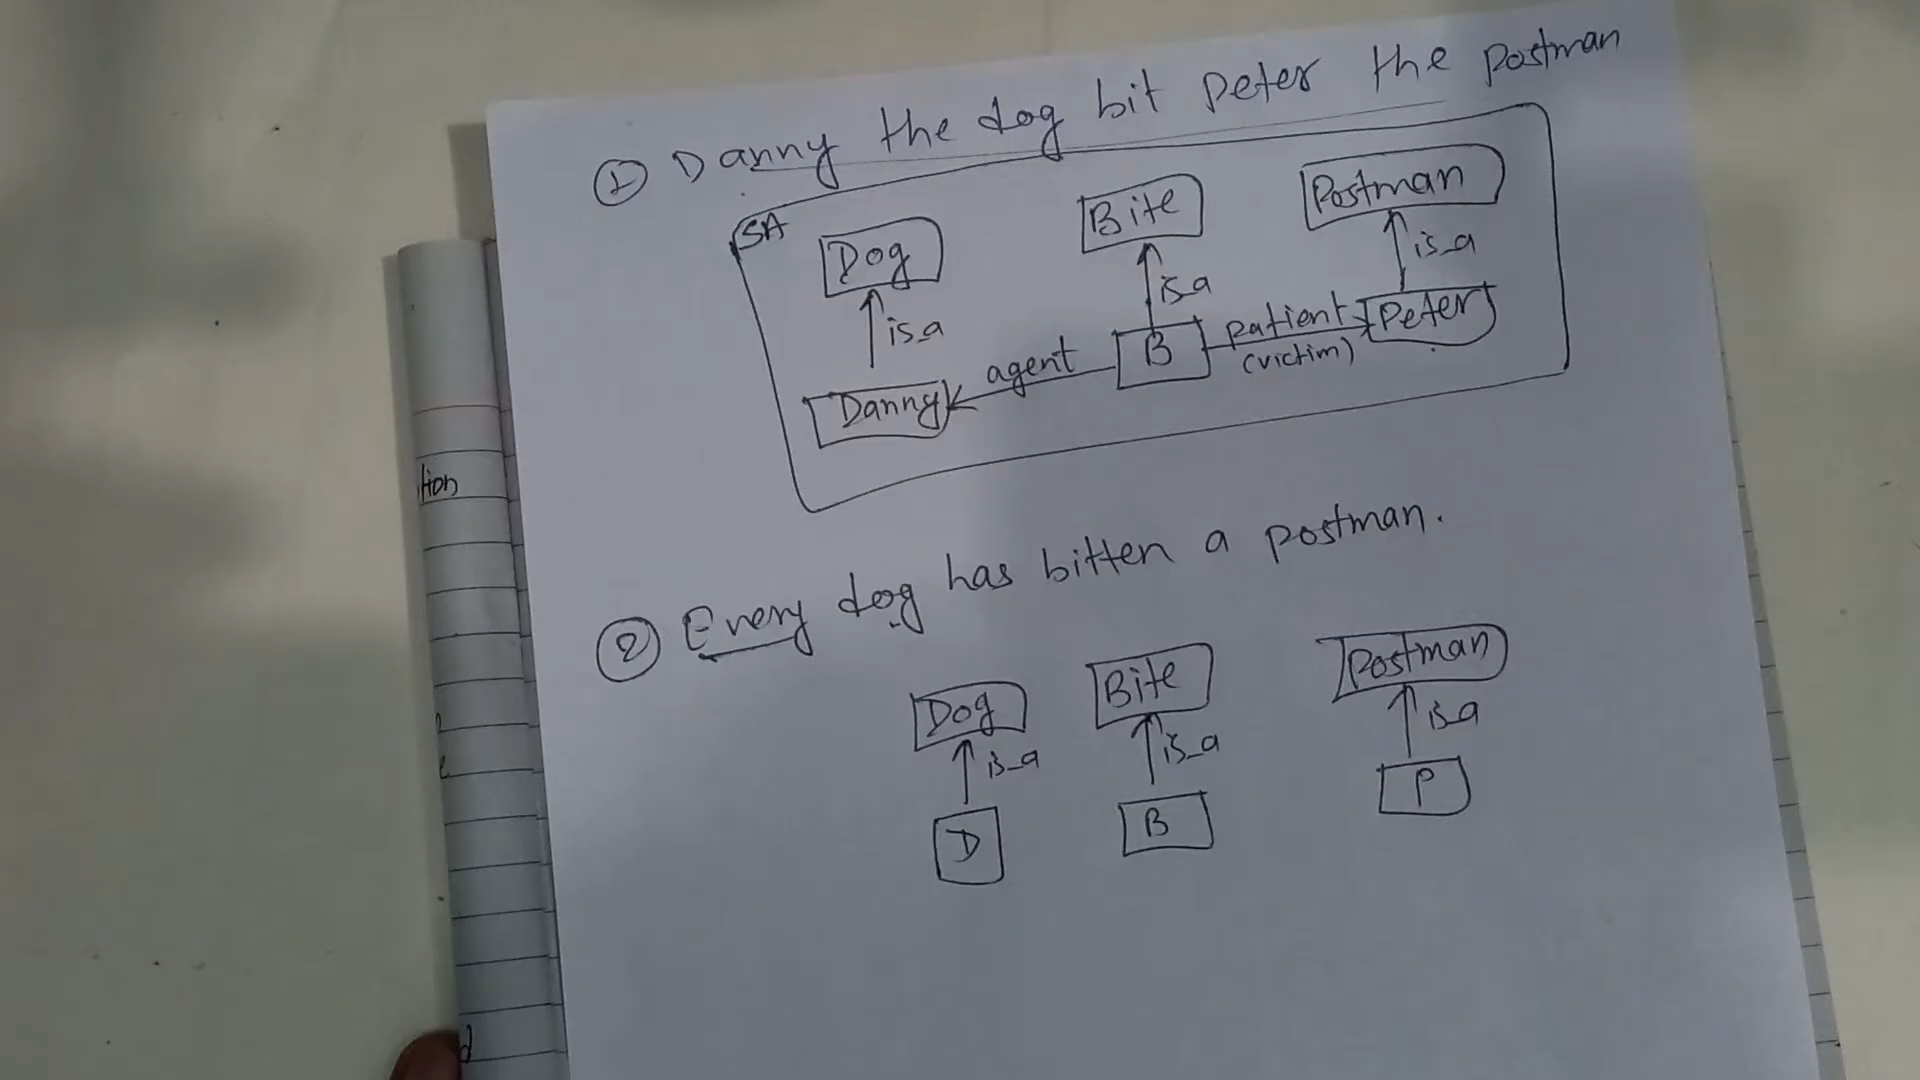 ① Danny the dog bit Peter the Postman
SA
Dog
Bite
Postman
is_a
is_a
is_a
Danny
agent
B
patient
(victim)
Peter
② Every dog has bitten a postman.
Dog
Bite
Postman
is_a
is_a
is_a
D
B
P
tion